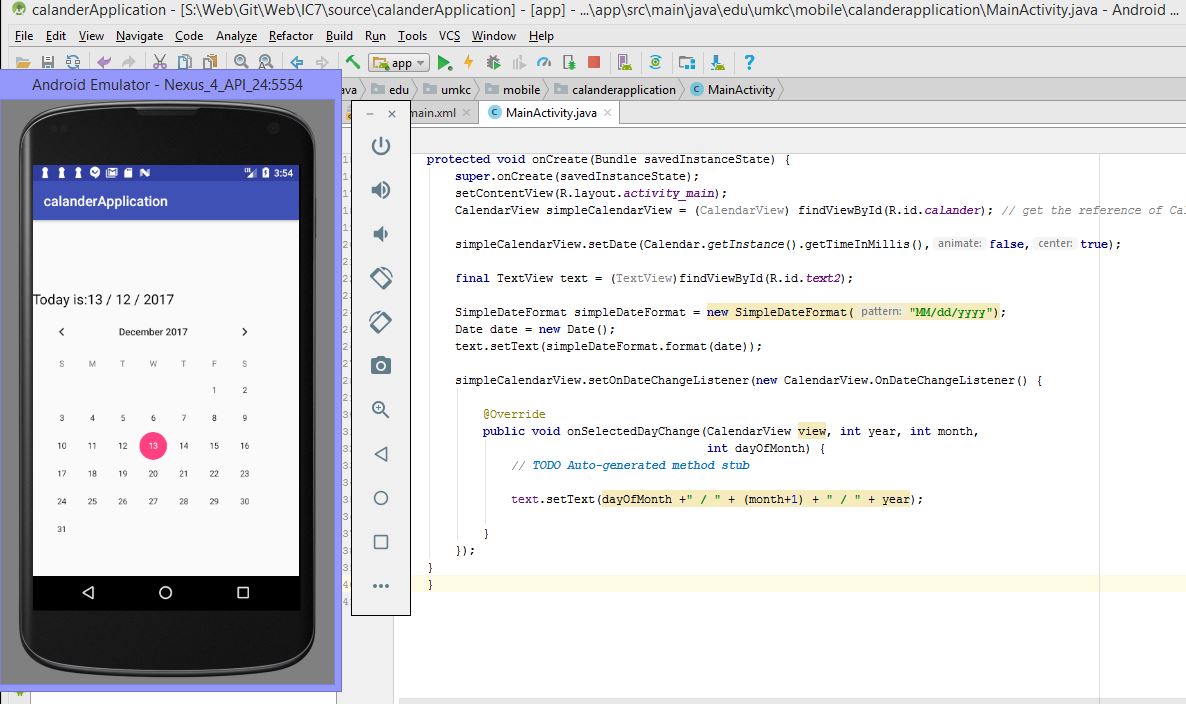 calanderApplication - [S:\Web\Git\Web\IC7\source\calanderApplication] - [app] - ...\app\src\main\java\edu\umkc\mobile\calanderapplication\MainActivity.java - Android ...
File Edit View Navigate Code Analyze Refactor Build Run Tools VCS Window Help
app
Android Emulator - Nexus_4_API_24:5554
ava edu umkc mobile calanderapplication MainActivity
main.xml MainActivity.java
3:54
calanderApplication
Today is:13 / 12 / 2017
December 2017
S M T W T F S
1 2
3 4 5 6 7 8 9
10 11 12 13 14 15 16
17 18 19 20 21 22 23
24 25 26 27 28 29 30
31
protected void onCreate(Bundle savedInstanceState) {
super.onCreate(savedInstanceState);
setContentView(R.layout.activity_main);
CalendarView simpleCalendarView = (CalendarView) findViewById(R.id.calander); // get the reference of Cal
simpleCalendarView.setDate(Calendar.getInstance().getTimeInMillis(), animate: false, center: true);
final TextView text = (TextView)findViewById(R.id.text2);
SimpleDateFormat simpleDateFormat = new SimpleDateFormat( pattern: "MM/dd/yyyy");
Date date = new Date();
text.setText(simpleDateFormat.format(date));
simpleCalendarView.setOnDateChangeListener(new CalendarView.OnDateChangeListener() {
@Override
public void onSelectedDayChange(CalendarView view, int year, int month,
int dayOfMonth) {
// TODO Auto-generated method stub
text.setText(dayOfMonth +" / " + (month+1) + " / " + year);
}
});
}
}